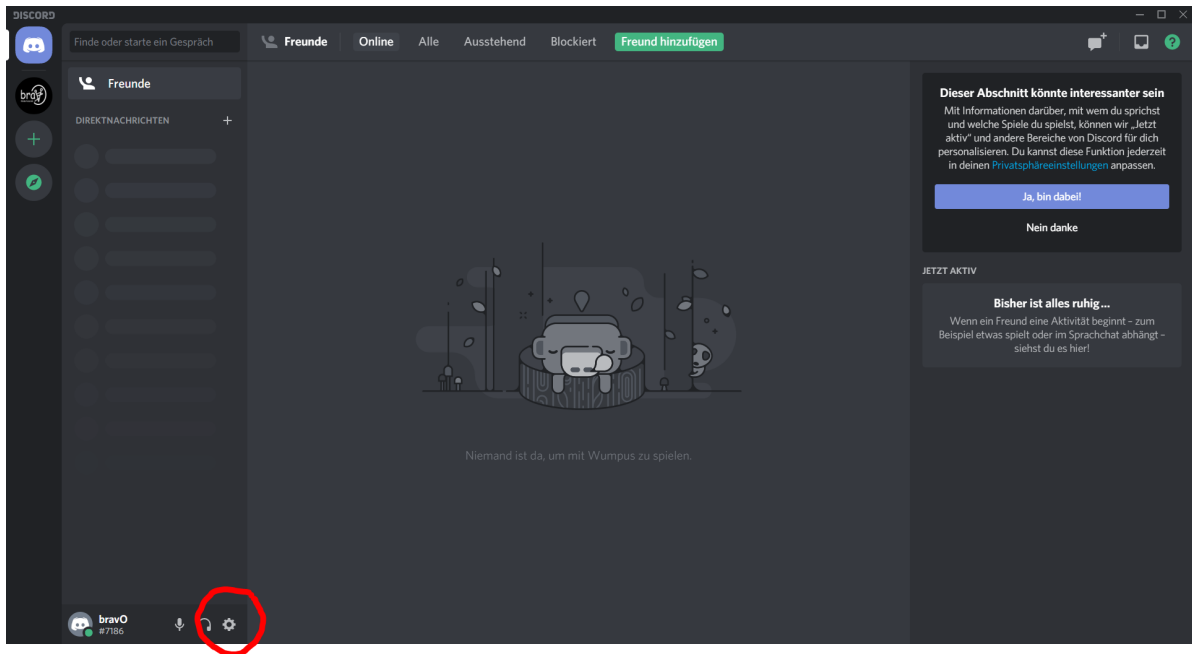 DISCORD
Finde oder starte ein Gespräch
Freunde
Online
Alle
Ausstehend
Blockiert
Freund hinzufügen
?
brav
Freunde
DIREKTNACHRICHTEN
Niemand ist da, um mit Wumpus zu spielen.
Dieser Abschnitt könnte interessanter sein
Mit Informationen darüber, mit wem du sprichst
und welche Spiele du spielst, können wir „Jetzt
aktiv“ und andere Bereiche von Discord für dich
personalisieren. Du kannst diese Funktion jederzeit
in deinen Privatsphäreeinstellungen anpassen.
Ja, bin dabei!
Nein danke
JETZT AKTIV
Bisher ist alles ruhig...
Wenn ein Freund eine Aktivität beginnt – zum
Beispiel etwas spielt oder im Sprachchat abhängt –
siehst du es hier!
bravO
#7186